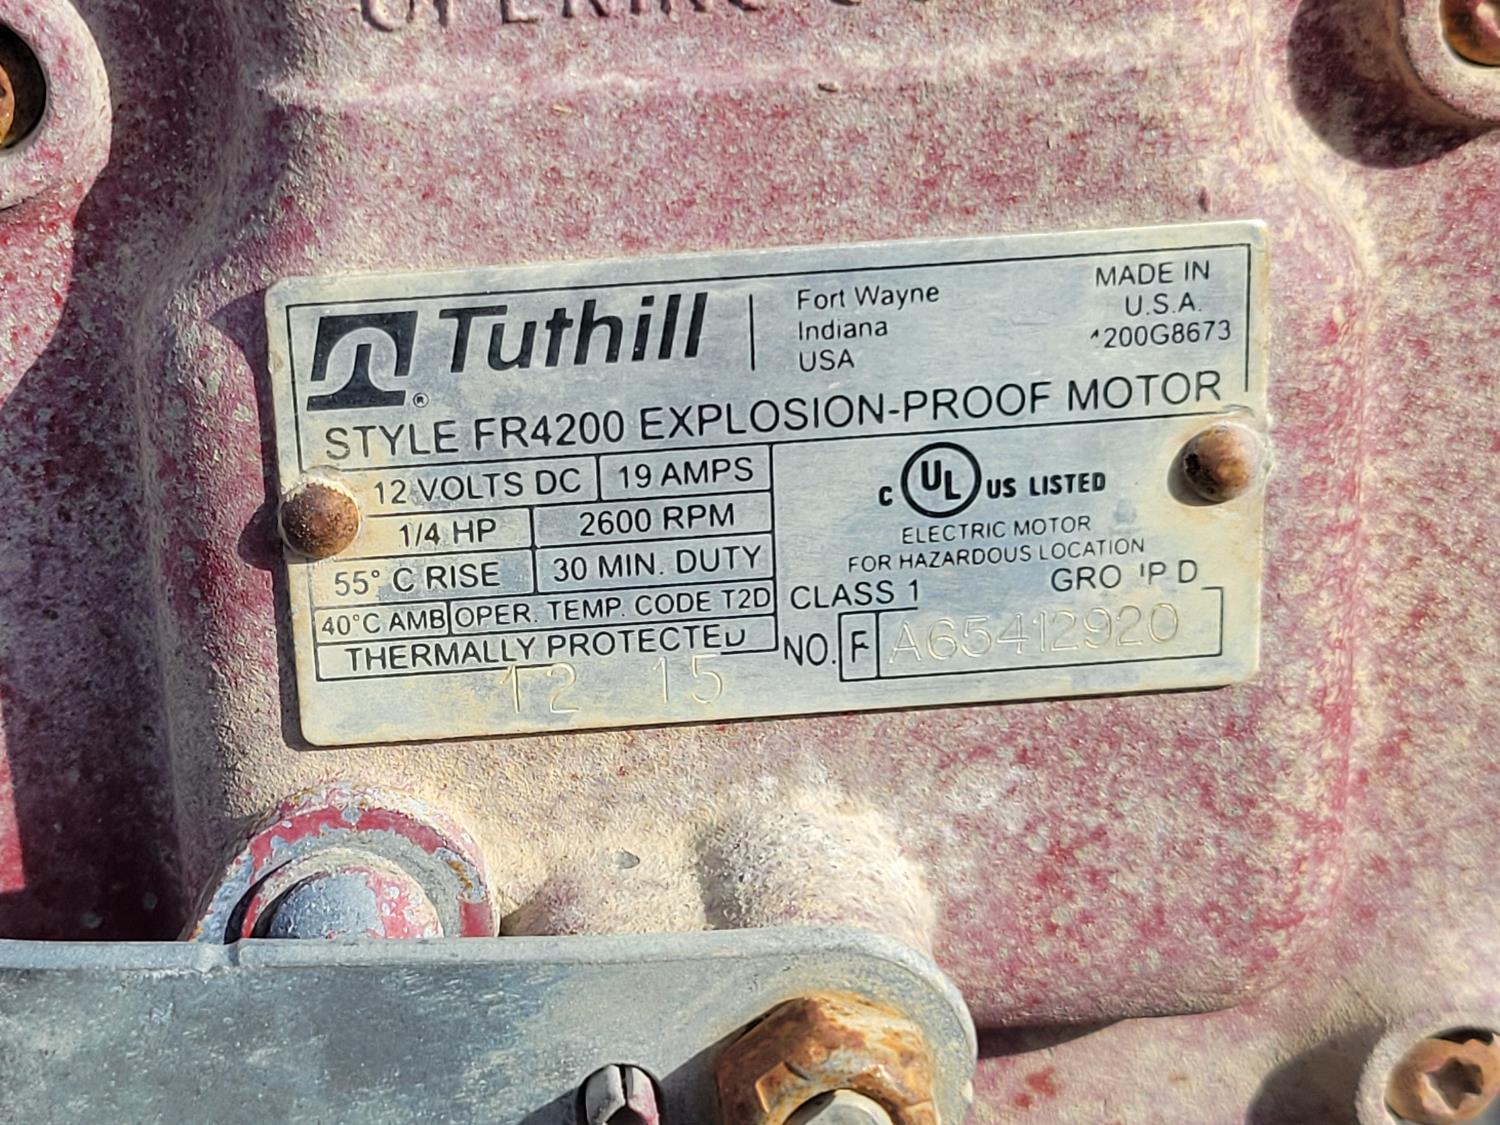 Tuthill
®
Fort Wayne
Indiana
USA
MADE IN
U.S.A.
4200G8673
STYLE FR4200 EXPLOSION-PROOF MOTOR
12 VOLTS DC 19 AMPS
1/4 HP 2600 RPM
55° C RISE 30 MIN. DUTY
40°C AMB OPER. TEMP. CODE T2D
THERMALLY PROTECTED
12 15
C UL US LISTED
ELECTRIC MOTOR
FOR HAZARDOUS LOCATION
CLASS 1 GROUP D
NO. F A65412920